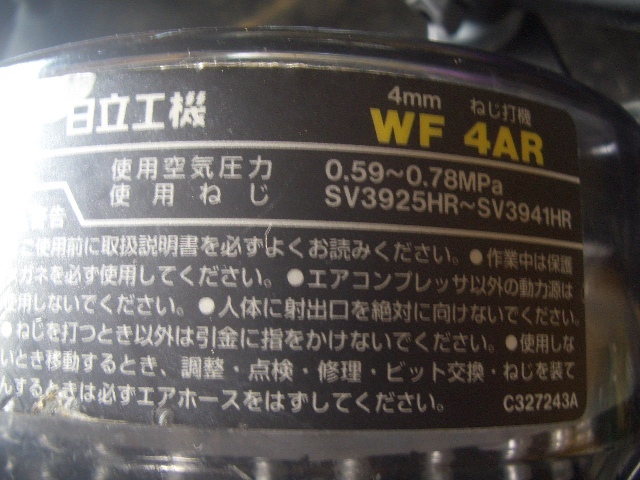 4mm ねじ打機
日立工機 WF 4AR
使用空気圧力 0.59～0.78MPa
使用ねじ SV3925HR～SV3941HR
警告
に使用前に取扱説明書を必ずよくお読みください。●作業中は保護
メガネを必ず使用してください。●エアコンプレッサ以外の動力源は
使用しないでください。●人体に射出口を絶対に向けないでください。
●ねじを打つとき以外は引金に指をかけないでください。●使用しな
いとき移動するとき、調整・点検・修理・ビット交換・ねじを装て
んするときは必ずエアホースをはずしてください。 C327243A